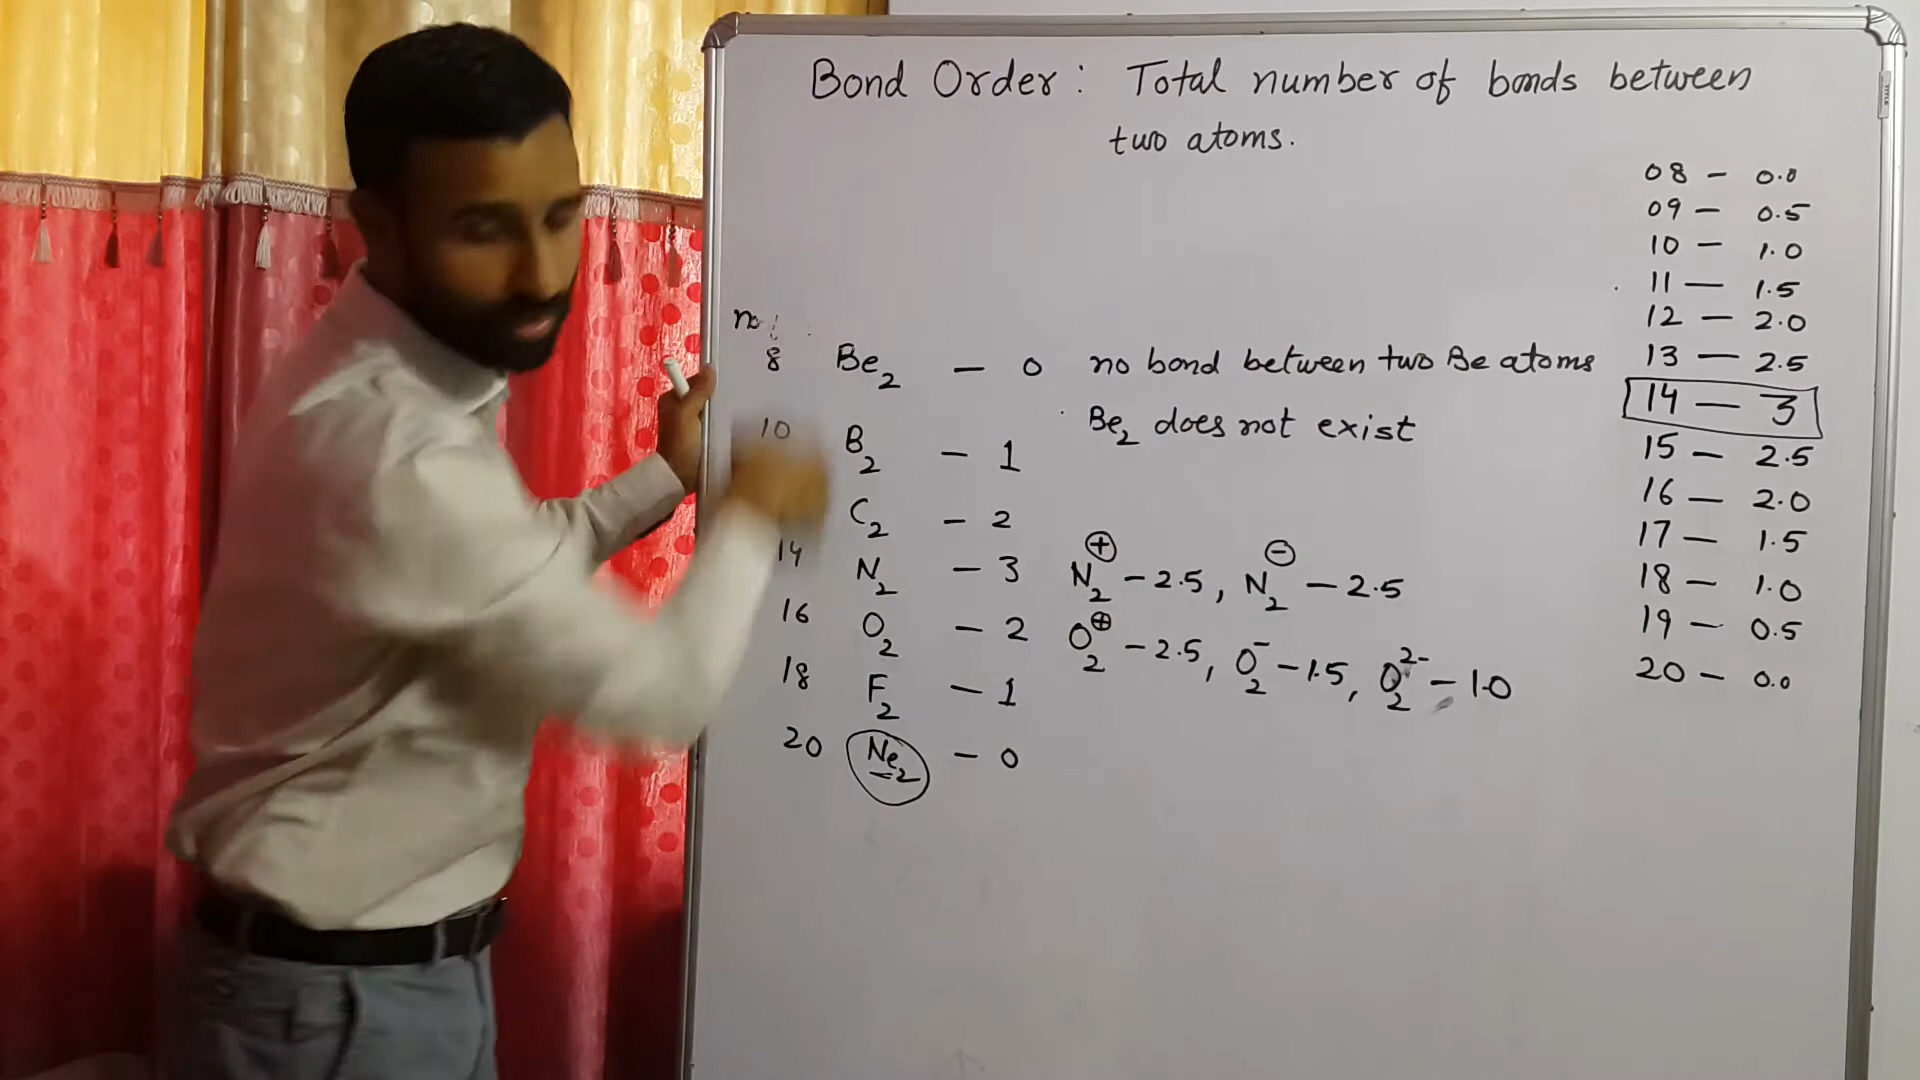 Bond Order : Total number of bonds between
two atoms.
08 - 0.0
09 - 0.5
10 - 1.0
11 - 1.5
12 - 2.0
13 - 2.5
14 - 3
15 - 2.5
16 - 2.0
17 - 1.5
18 - 1.0
19 - 0.5
20 - 0.0
8 Be₂ - 0 no bond between two Be atoms
Be₂ does not exist
10 B₂ - 1
C₂ - 2
14 N₂ - 3 N₂⊕ - 2.5, N₂⊖ - 2.5
16 O₂ - 2 O₂⊕ - 2.5, O₂⁻ - 1.5, O₂²⁻ - 1.0
18 F₂ - 1
20 Ne₂ - 0